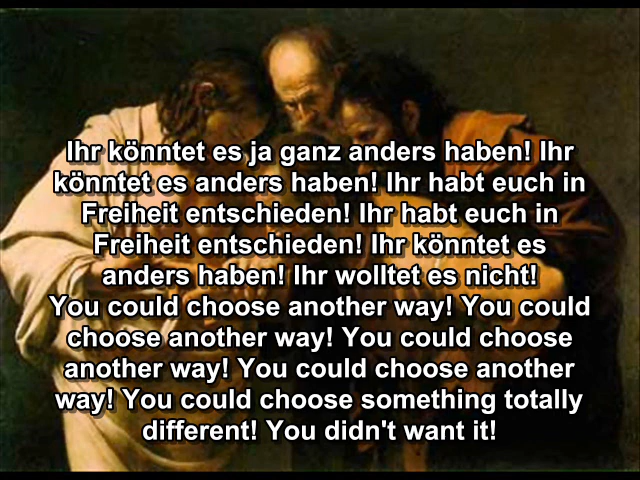 Ihr könntet es ja ganz anders haben! Ihr
könntet es anders haben! Ihr habt euch in
Freiheit entschieden! Ihr habt euch in
Freiheit entschieden! Ihr könntet es
anders haben! Ihr wolltet es nicht!
You could choose another way! You could
choose another way! You could choose
another way! You could choose another
way! You could choose something totally
different! You didn't want it!